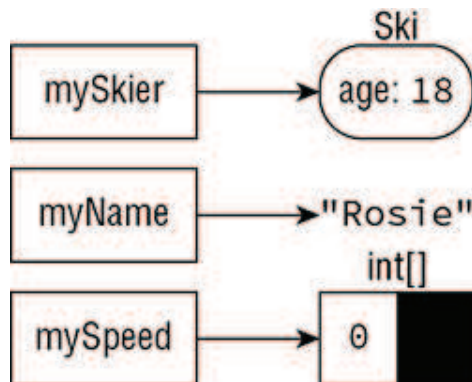 Ski
mySkier
age: 18
myName
"Rosie"
int[]
mySpeed
0